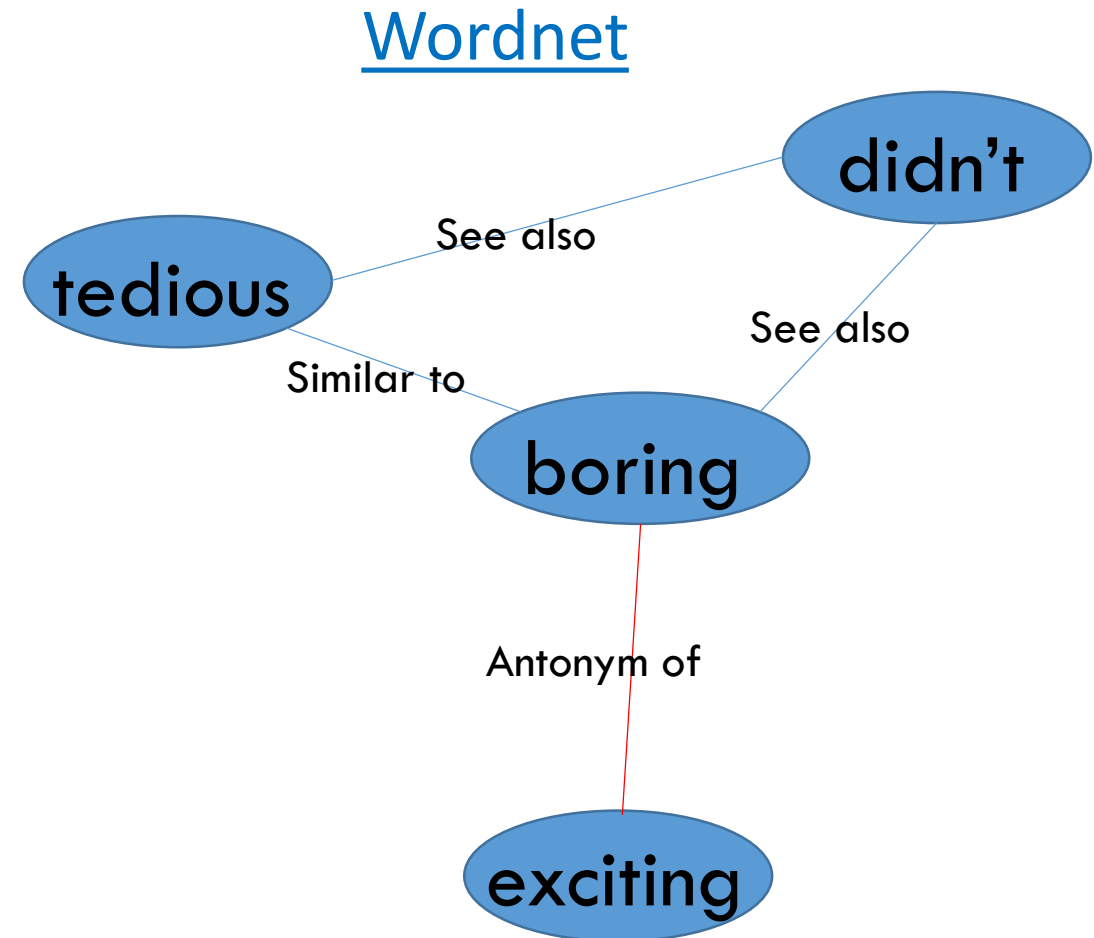 Wordnet
didn’t
See also
tedious
See also
Similar to
boring
Antonym of
exciting